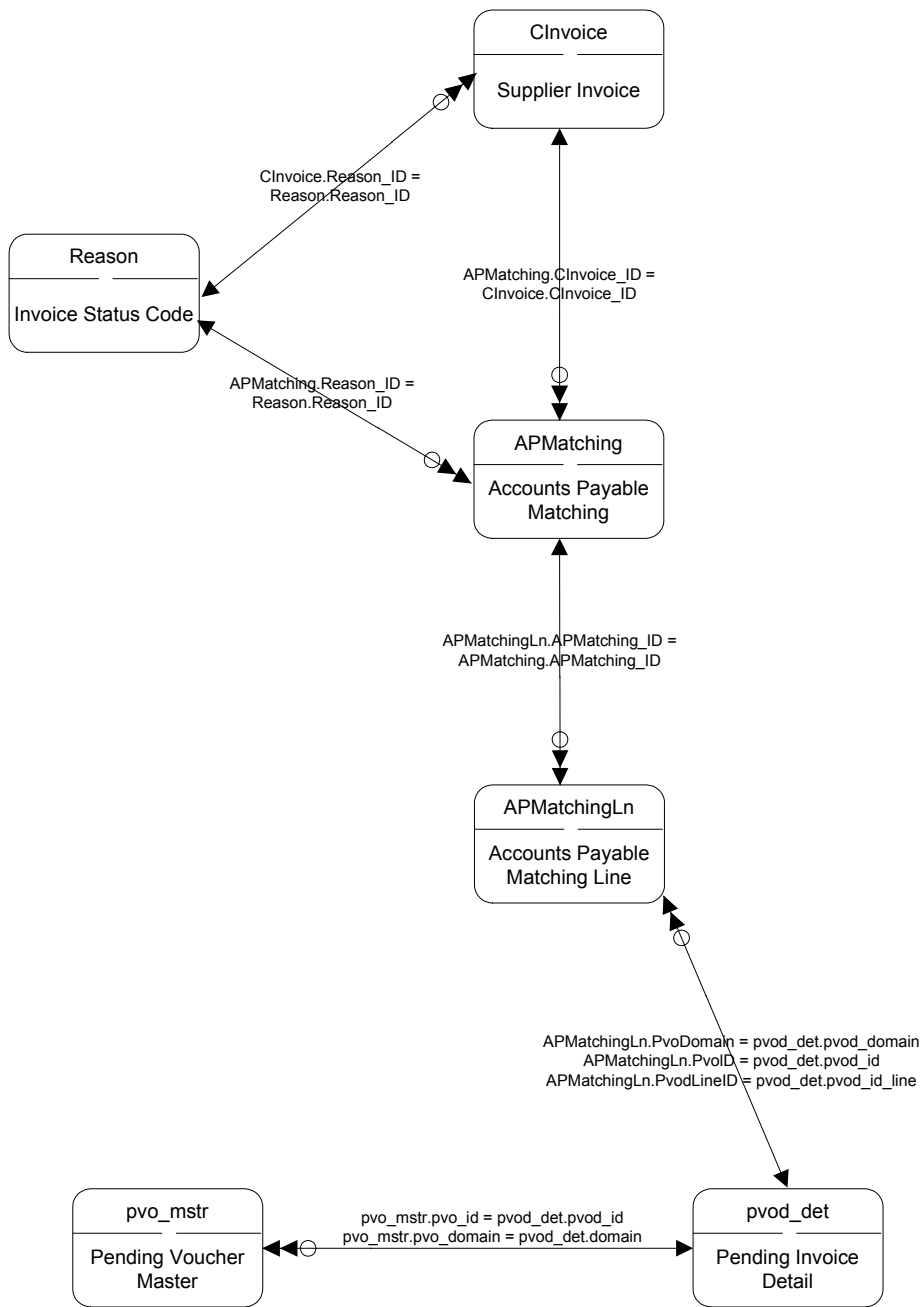 CInvoice
Supplier Invoice
CInvoice.Reason_ID =
Reason.Reason_ID
Reason
Invoice Status Code
APMatching.CInvoice_ID =
CInvoice.CInvoice_ID
APMatching.Reason_ID =
Reason.Reason_ID
APMatching
Accounts Payable
Matching
APMatchingLn.APMatching_ID =
APMatching.APMatching_ID
APMatchingLn
Accounts Payable
Matching Line
APMatchingLn.PvoDomain = pvod_det.pvod_domain
APMatchingLn.PvoID = pvod_det.pvod_id
APMatchingLn.PvodLineID = pvod_det.pvod_id_line
pvo_mstr
Pending Voucher
Master
pvo_mstr.pvo_id = pvod_det.pvod_id
pvo_mstr.pvo_domain = pvod_det.domain
pvod_det
Pending Invoice
Detail